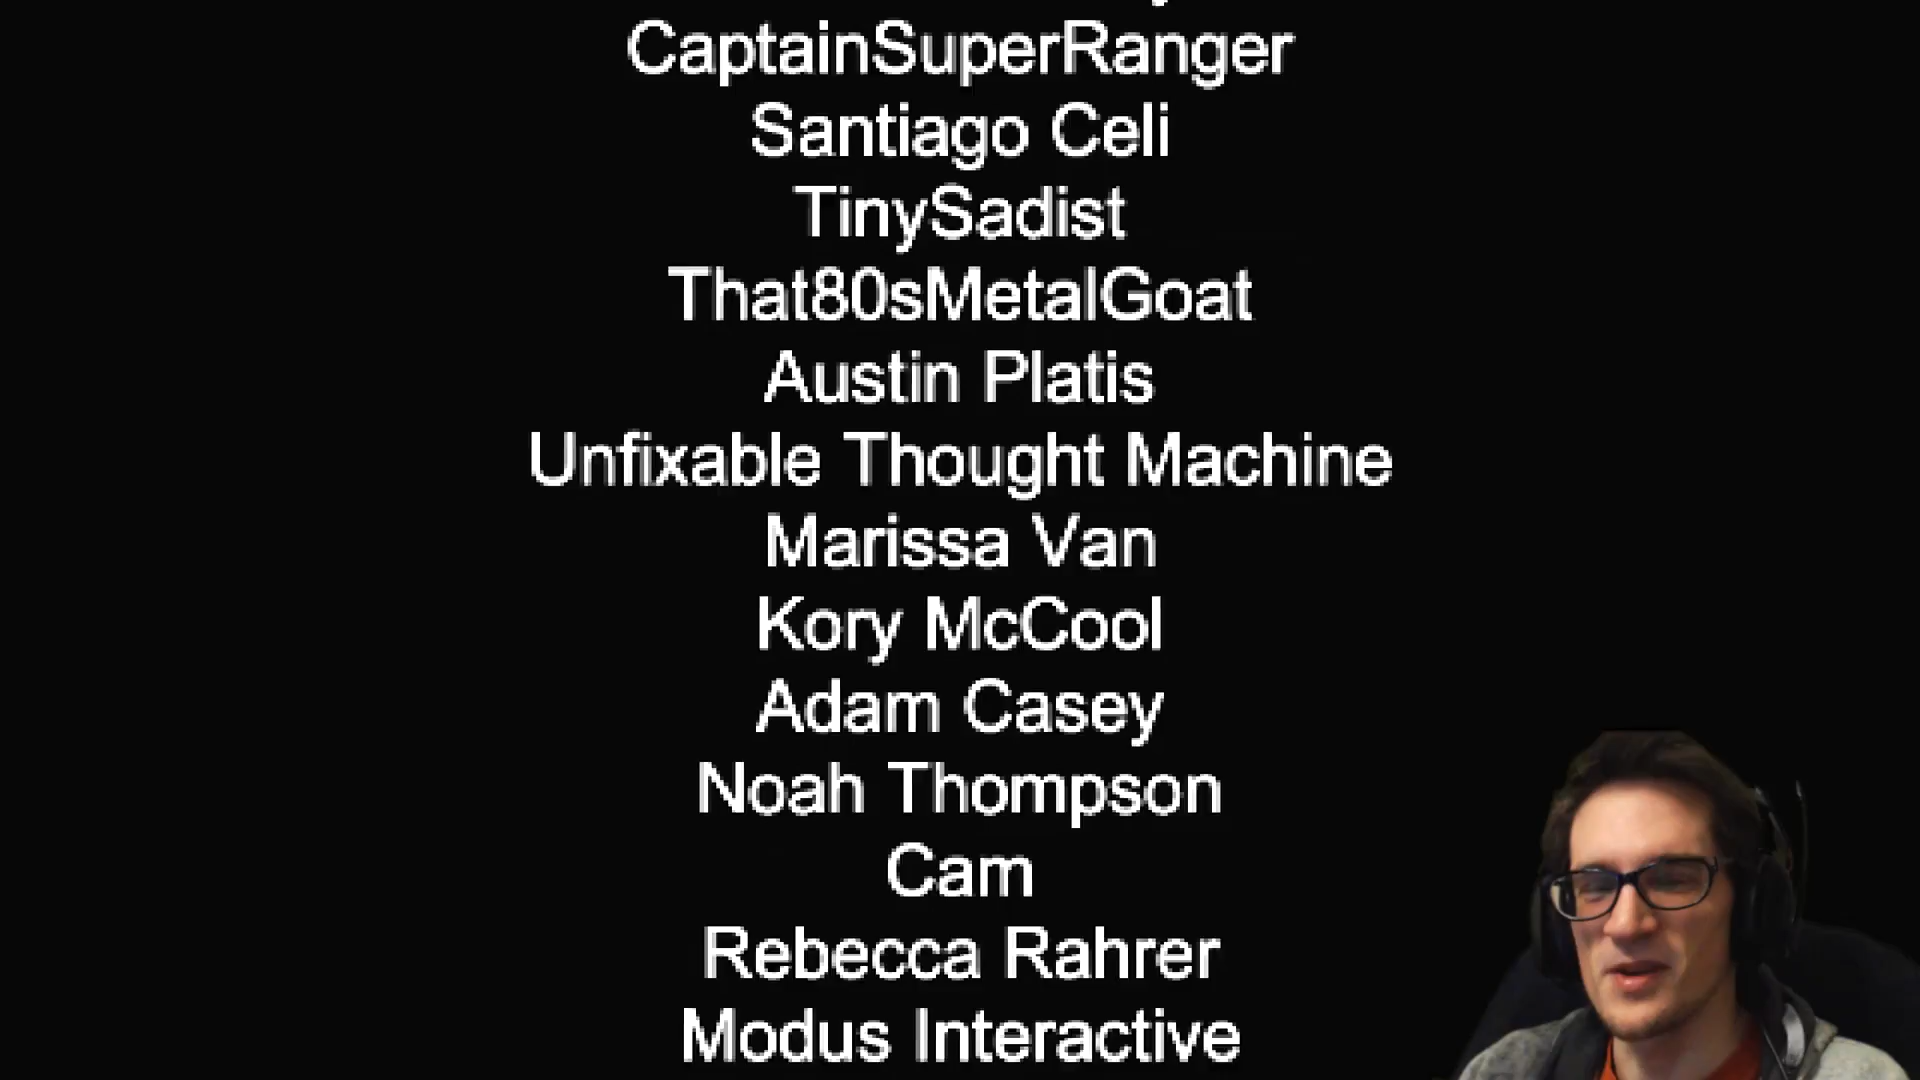 CaptainSuperRanger
Santiago Celi
TinySadist
That80sMetalGoat
Austin Platis
Unfixable Thought Machine
Marissa Van
Kory McCool
Adam Casey
Noah Thompson
Cam
Rebecca Rahrer
Modus Interactive